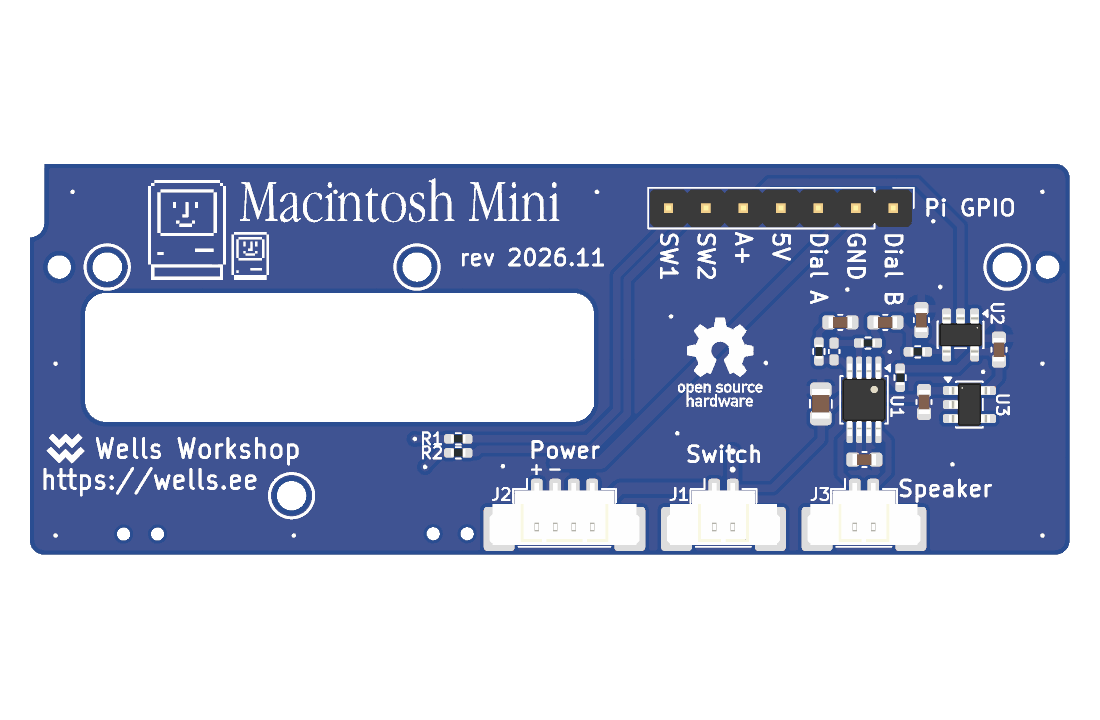 Macintosh Mini
rev 2026.11
Pi GPIO
SW1
SW2
A+
5V
Dial A
GND
Dial B
U2
open source
hardware
U1
U3
R1
R2
Wells Workshop
https://wells.ee
Power
+ −
Switch
Speaker
J2
J1
J3